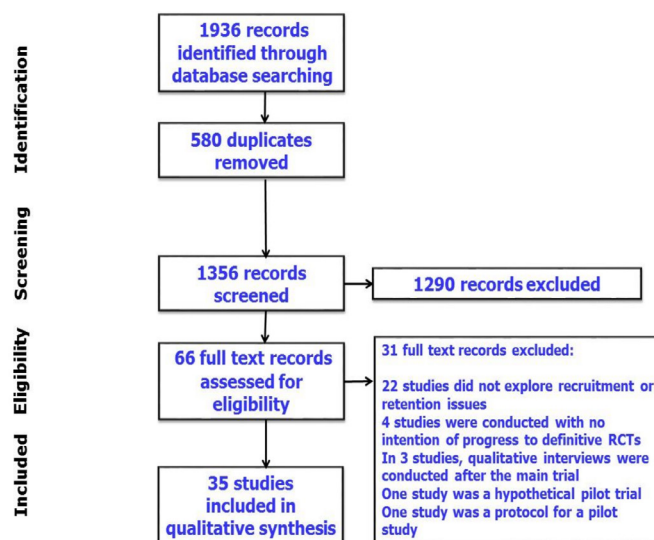 Identification
1936 records
identified through
database searching
580 duplicates
removed
Screening
1356 records
screened
1290 records excluded
Eligibility
66 full text records
assessed for
eligibility
31 full text records excluded:
22 studies did not explore recruitment or
retention issues
4 studies were conducted with no
intention of progress to definitive RCTs
In 3 studies, qualitative interviews were
conducted after the main trial
One study was a hypothetical pilot trial
One study was a protocol for a pilot
study
Included
35 studies
included in
qualitative synthesis